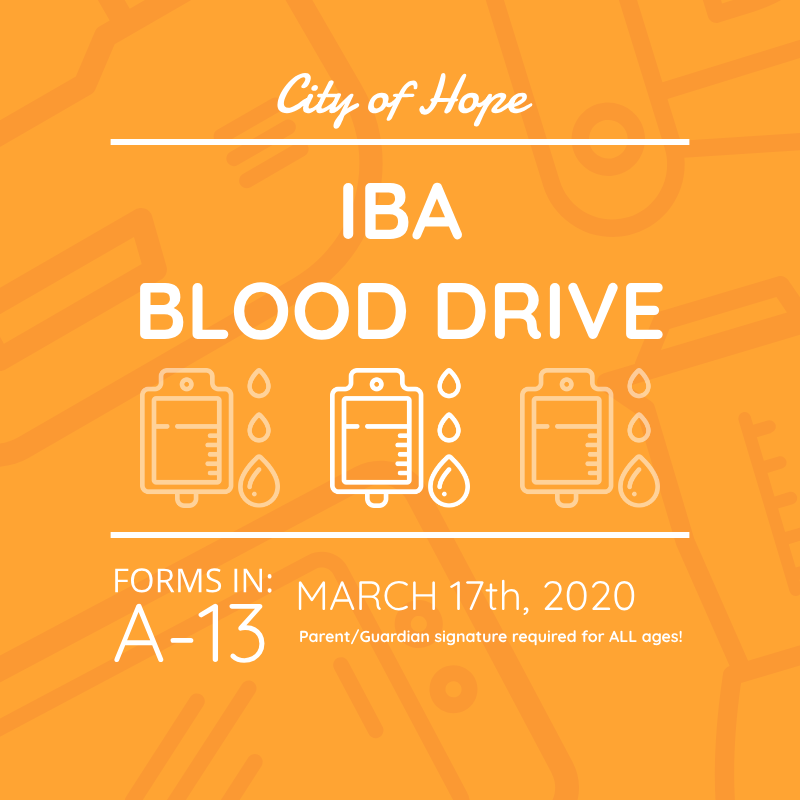 City of Hope
IBA
BLOOD DRIVE
FORMS IN:
A-13
MARCH 17th, 2020
Parent/Guardian signature required for ALL ages!